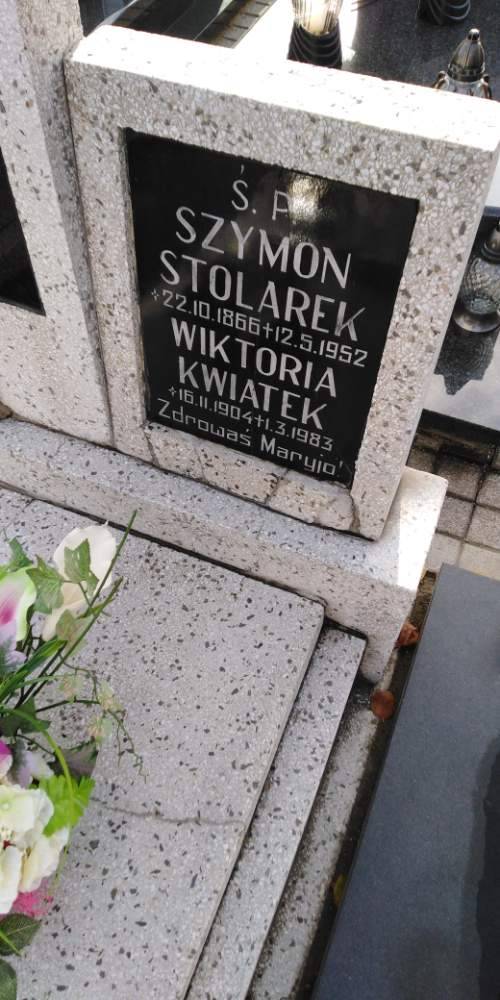 Ś. P.
SZYMON
STOLAREK
*22.10.1866+12.5.1952
WIKTORIA
KWIATEK
*16.11.1904+1.3.1983
Zdrowaś Maryjo